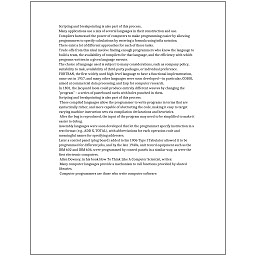 Scripting and breakpointing is also part of this process.
Many applications use a mix of several languages in their construction and use.
Compilers harnessed the power of computers to make programming easier by allowing
programmers to specify calculations by entering a formula using infix notation.
There exist a lot of different approaches for each of those tasks.
Their jobs usually involve: finding enough programmers who know the language to
build a team, the availability of compilers for that language, and the efficiency with which
programs written in a given language execute.
The choice of language used is subject to many considerations, such as company policy,
suitability to task, availability of third-party packages, or individual preference.
FORTRAN, the first widely used high-level language to have a functional implementation,
came out in 1957, and many other languages were soon developed—in particular, COBOL
aimed at commercial data processing, and Lisp for computer research.
In 1801, the Jacquard loom could produce entirely different weaves by changing the
"program" - a series of pasteboard cards with holes punched in them.
Scripting and breakpointing is also part of this process.
These compiled languages allow the programmer to write programs in terms that are
syntactically richer, and more capable of abstracting the code, making it easy to target
varying machine instruction sets via compilation declarations and heuristics.
After the bug is reproduced, the input of the program may need to be simplified to make it
easier to debug.
Assembly languages were soon developed that let the programmer specify instruction in a
text format (e.g., ADD X, TOTAL), with abbreviations for each operation code and
meaningful names for specifying addresses.
Later a control panel (plug board) added to his 1906 Type I Tabulator allowed it to be
programmed for different jobs, and by the late 1940s, unit record equipment such as the
IBM 602 and IBM 604, were programmed by control panels in a similar way, as were the
first electronic computers.
Allen Downey, in his book How To Think Like A Computer Scientist, writes:
Many computer languages provide a mechanism to call functions provided by shared
libraries.
Computer programmers are those who write computer software.